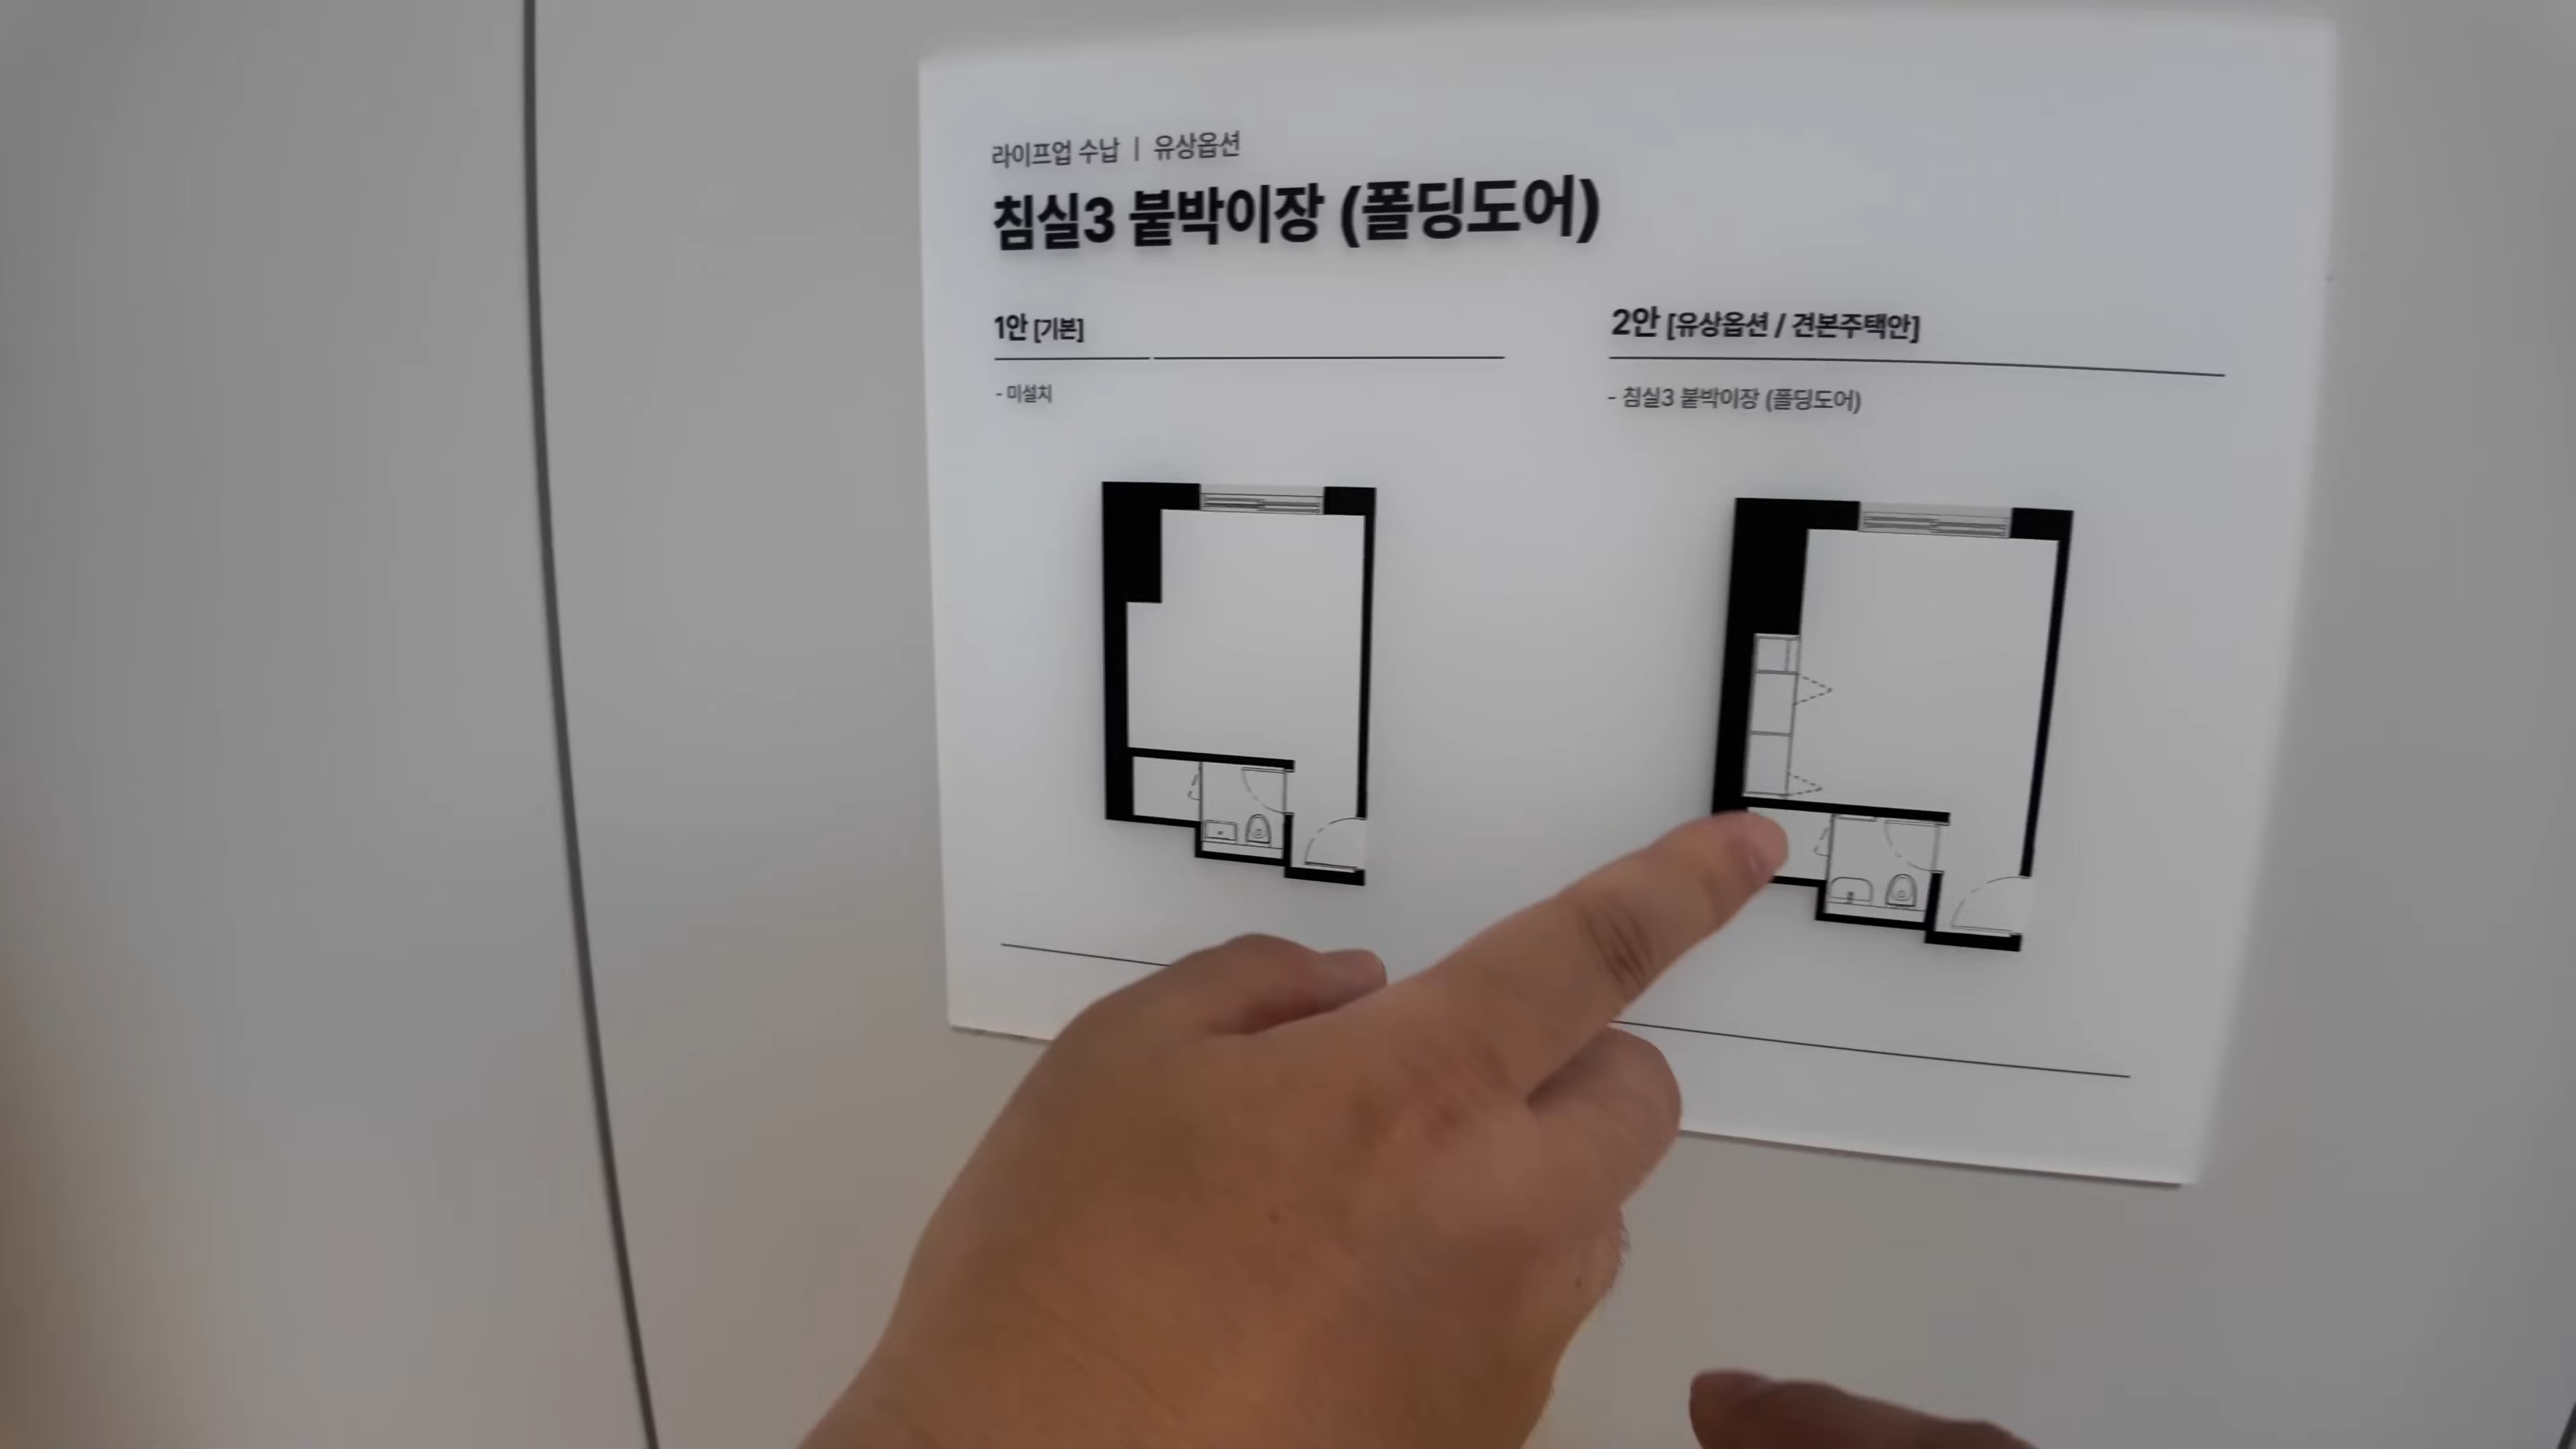 라이프업 수납 | 유상옵션
침실3 붙박이장 (폴딩도어)
1안 [기본]
- 미설치
2안 [유상옵션 / 견본주택안]
- 침실3 붙박이장 (폴딩도어)